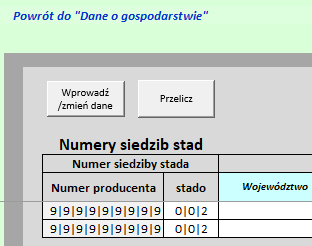 Powrót do "Dane o gospodarstwie"
Wprowadź
/zmień dane
Przelicz
Numery siedzib stad
Numer siedziby stada
Numer producenta stado Województwo
9|9|9|9|9|9|9|9|9 0|0|2
9|9|9|9|9|9|9|9|9 0|0|2